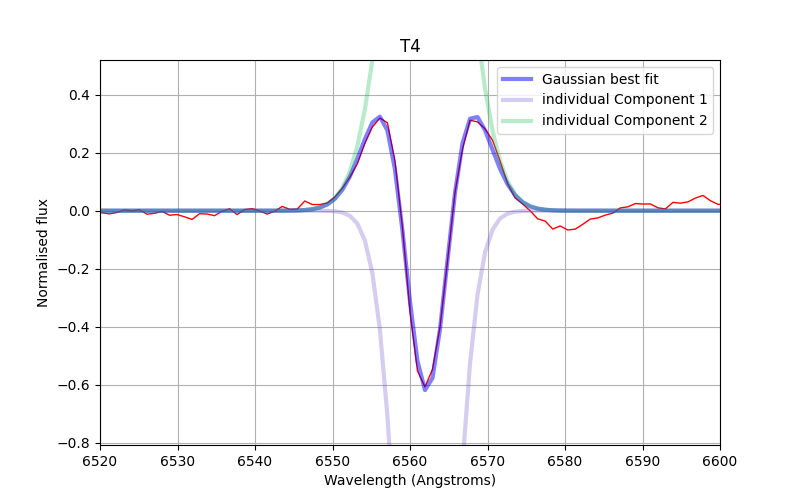 T4
Gaussian best fit
individual Component 1
individual Component 2
0.4
0.2
0.0
−0.2
−0.4
−0.6
−0.8
Normalised flux
6520 6530 6540 6550 6560 6570 6580 6590 6600
Wavelength (Angstroms)